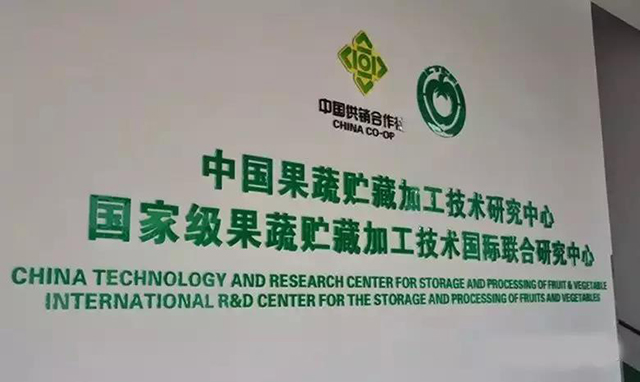 中国供销合作社
CHINA CO-OP
中国果蔬贮藏加工技术研究中心
国家级果蔬贮藏加工技术国际联合研究中心
CHINA TECHNOLOGY AND RESEARCH CENTER FOR STORAGE AND PROCESSING OF FRUIT & VEGETABLE
INTERNATIONAL R&D CENTER FOR THE STORAGE AND PROCESSING OF FRUITS AND VEGETABLES